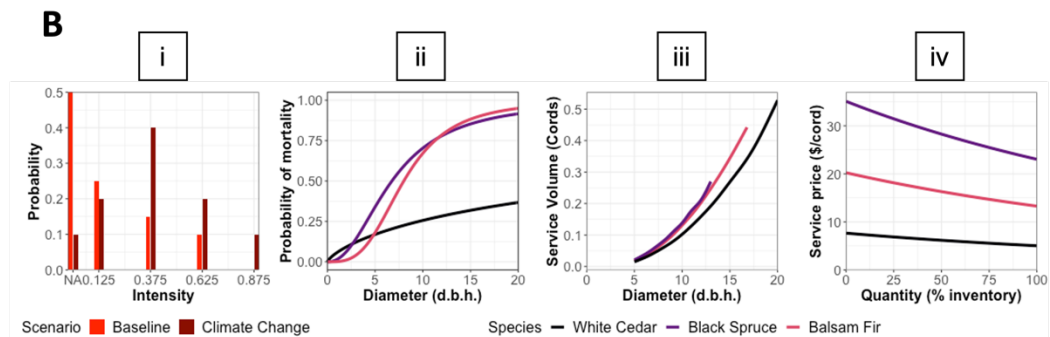 B
i
ii
iii
iv
Probability
0.5
0.4
0.3
0.2
0.1
0.0
NA 0.125 0.375 0.625 0.875
Intensity
Probability of mortality
1.00
0.75
0.50
0.25
0.00
0 5 10 15 20
Diameter (d.b.h.)
Service Volume (Cords)
0.5
0.4
0.3
0.2
0.1
0.0
0 5 10 15 20
Diameter (d.b.h.)
Service price ($/cord)
30
20
10
0
0 25 50 75 100
Quantity (% inventory)
Scenario Baseline Climate Change
Species White Cedar Black Spruce Balsam Fir